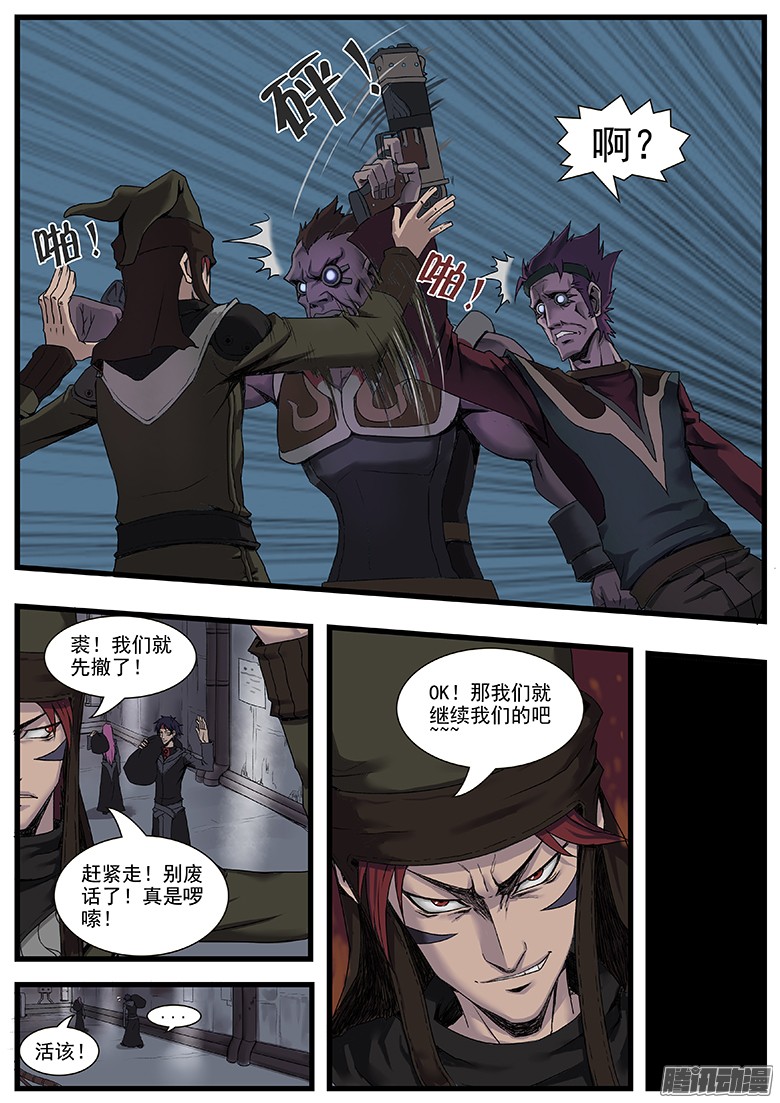 砰！
啊？
啪！
啪！
裘！我们就
先撤了！
赶紧走！别废
话了！真是啰
嗦！
OK！那我们就
继续我们的吧
~~~
...
活该！
腾讯动漫